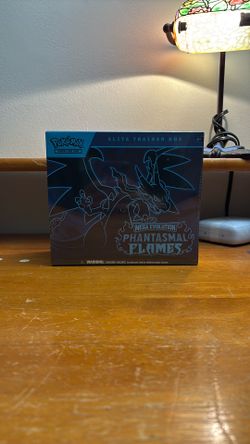 Pokémon
ELITE TRAINER BOX
MEGA EVOLUTION
PHANTASMAL
FLAMES
WARNING: